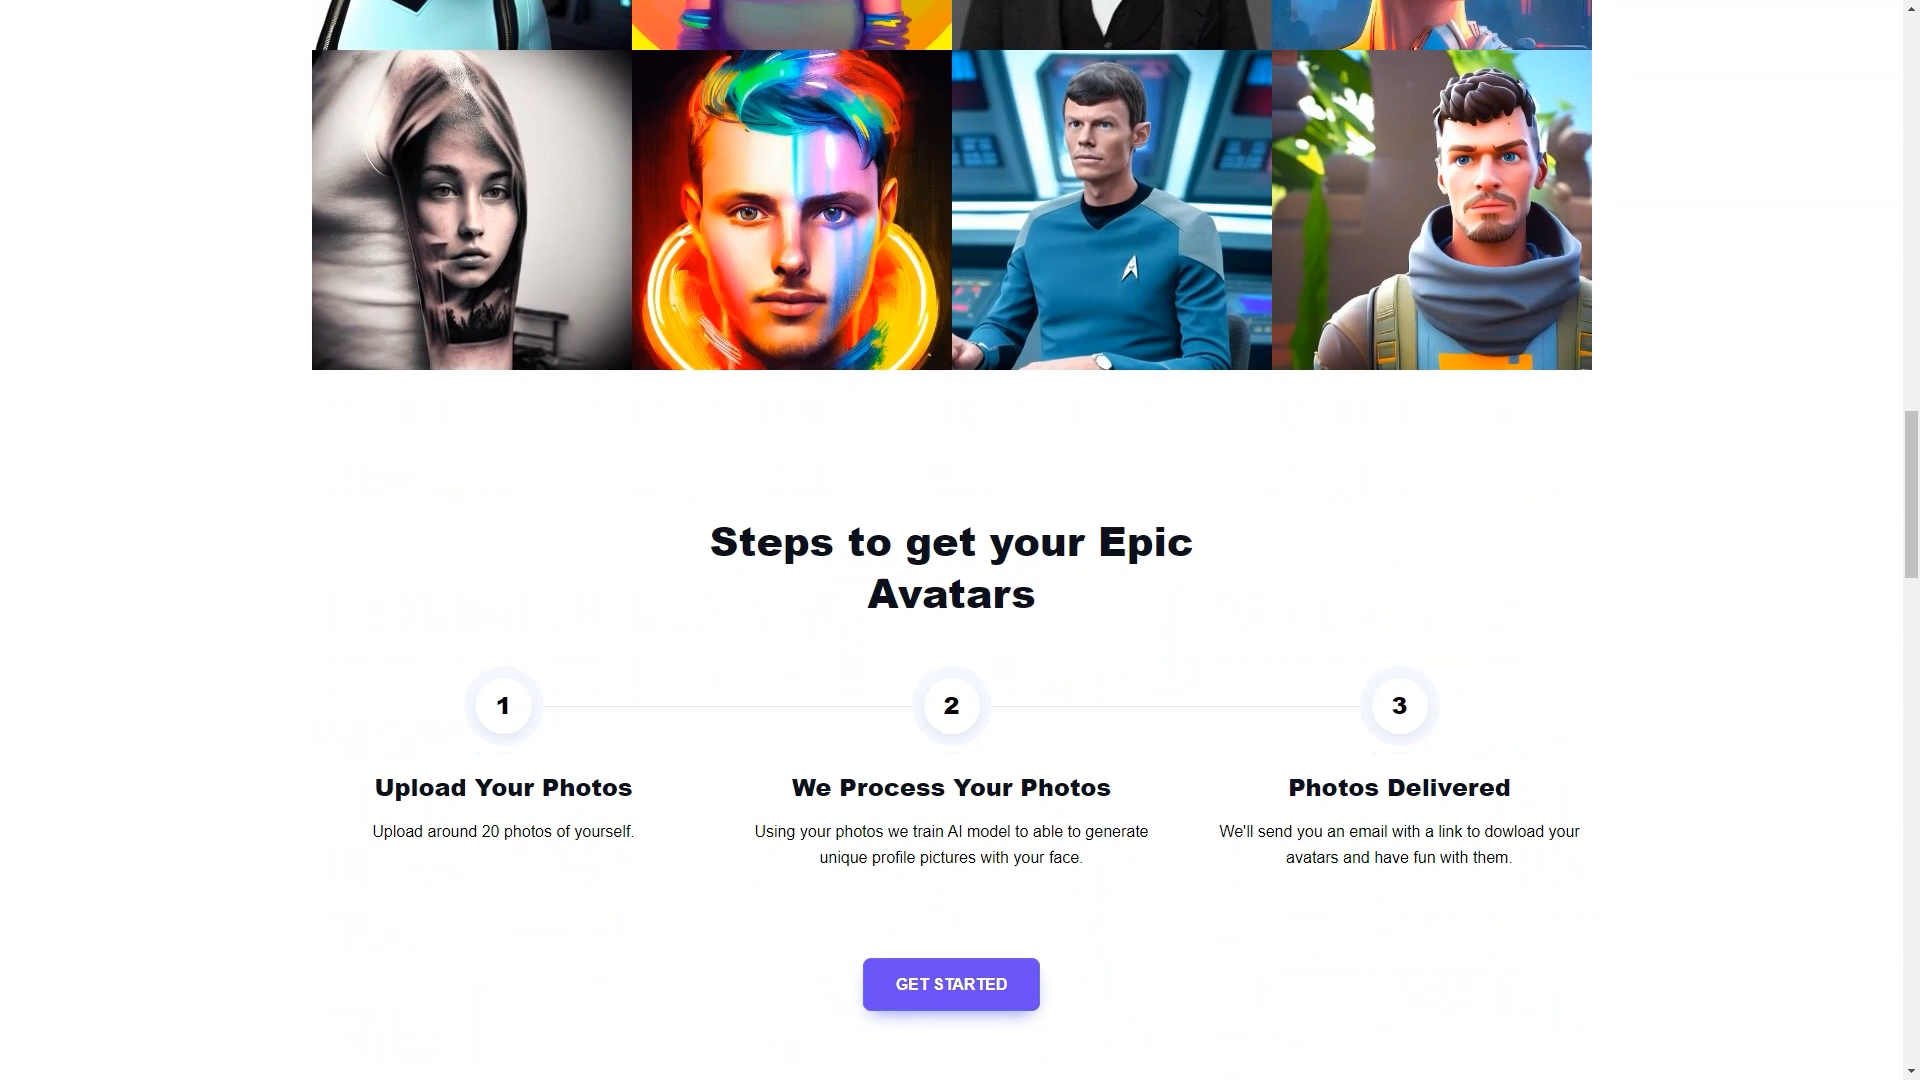 Steps to get your Epic
Avatars
1
2
3
Upload Your Photos
We Process Your Photos
Photos Delivered
Upload around 20 photos of yourself.
Using your photos we train AI model to able to generate
unique profile pictures with your face.
We'll send you an email with a link to dowload your
avatars and have fun with them.
GET STARTED